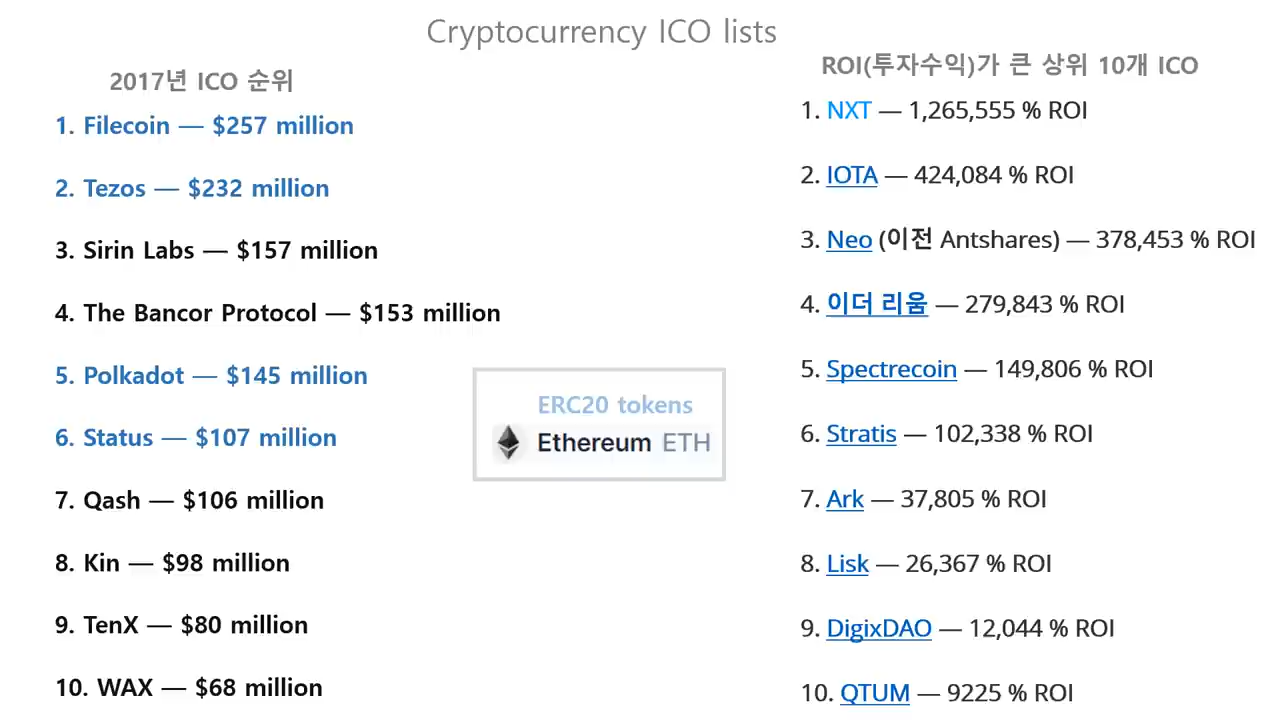 Cryptocurrency ICO lists
2017년 ICO 순위
1. Filecoin — $257 million
2. Tezos — $232 million
3. Sirin Labs — $157 million
4. The Bancor Protocol — $153 million
5. Polkadot — $145 million
6. Status — $107 million
7. Qash — $106 million
8. Kin — $98 million
9. TenX — $80 million
10. WAX — $68 million
ERC20 tokens
Ethereum ETH
ROI(투자수익)가 큰 상위 10개 ICO
1. NXT — 1,265,555 % ROI
2. IOTA — 424,084 % ROI
3. Neo (이전 Antshares) — 378,453 % ROI
4. 이더 리움 — 279,843 % ROI
5. Spectrecoin — 149,806 % ROI
6. Stratis — 102,338 % ROI
7. Ark — 37,805 % ROI
8. Lisk — 26,367 % ROI
9. DigixDAO — 12,044 % ROI
10. QTUM — 9225 % ROI